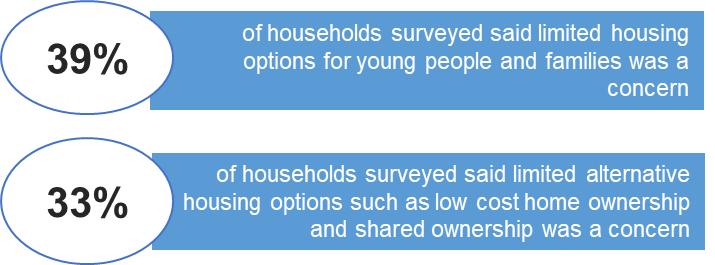 39%
of households surveyed said limited housing
options for young people and families was a
concern
33%
of households surveyed said limited alternative
housing options such as low cost home ownership
and shared ownership was a concern